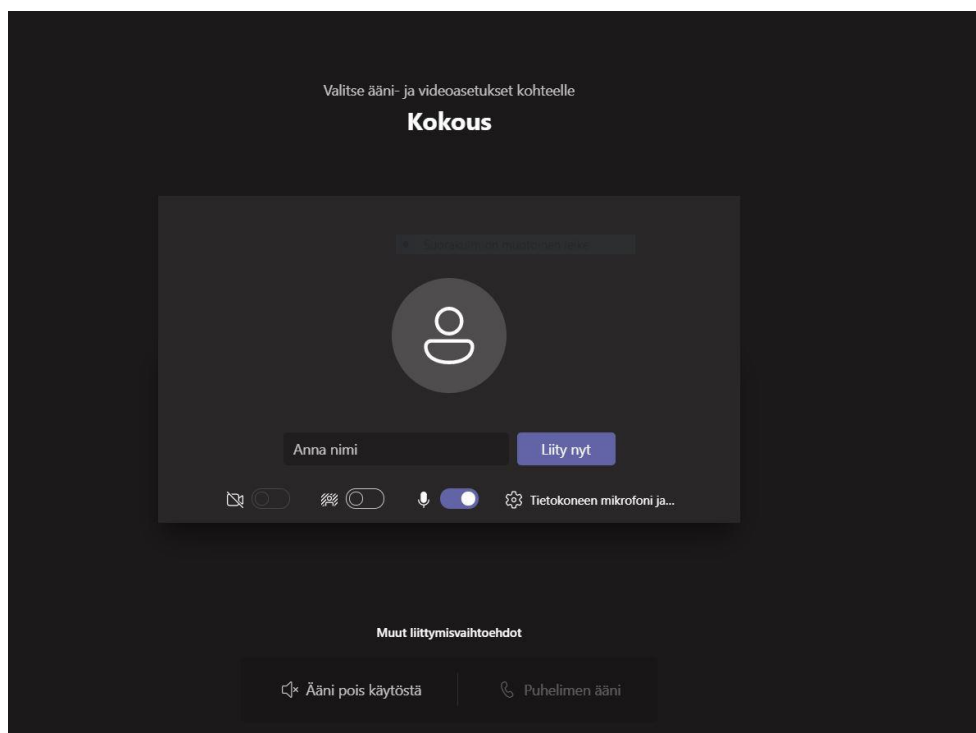 Valitse ääni- ja videoasetukset kohteelle
Kokous
Anna nimi
Liity nyt
Tietokoneen mikrofoni ja...
Muut liittymisvaihtoehdot
Ääni pois käytöstä
Puhelimen ääni